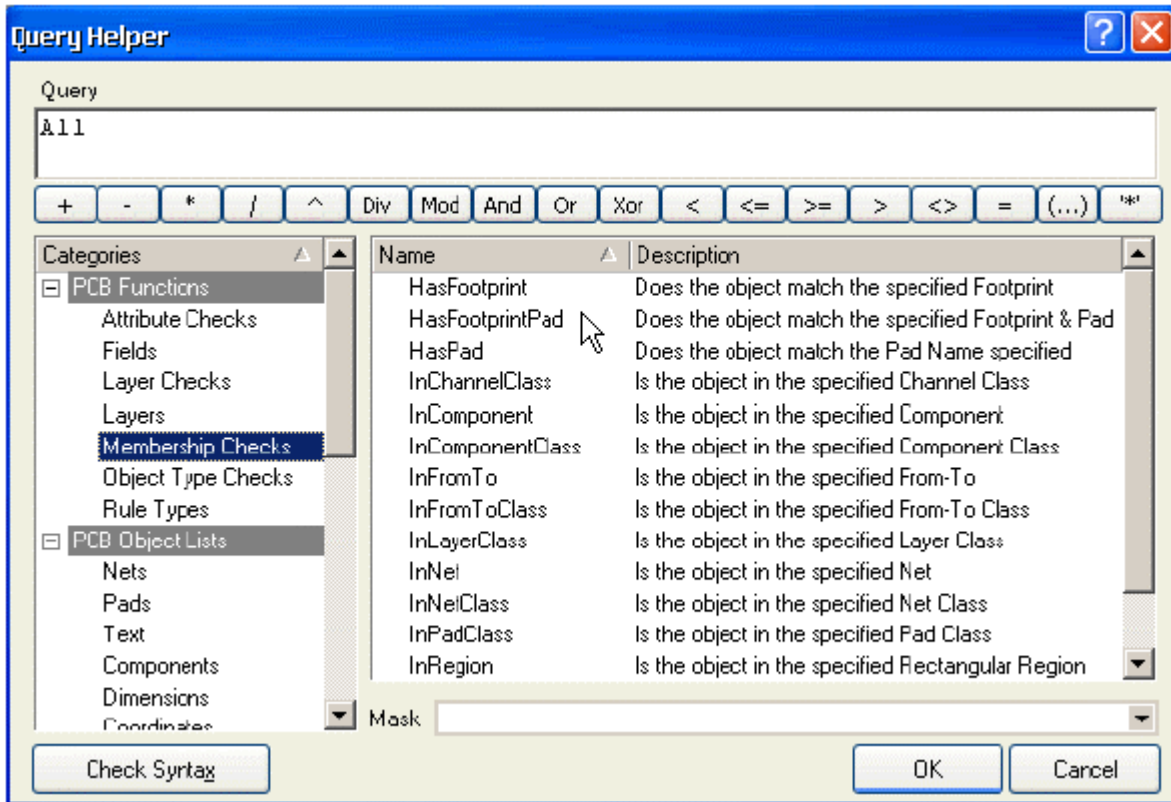 Query Helper
Query
All
+ - * / ^ Div Mod And Or Xor < <= >= > <> = (...) '*'
Categories
PCB Functions
Attribute Checks
Fields
Layer Checks
Layers
Membership Checks
Object Type Checks
Rule Types
PCB Object Lists
Nets
Pads
Text
Components
Dimensions
Coordinates
Name Description
HasFootprint Does the object match the specified Footprint
HasFootprintPad Does the object match the specified Footprint & Pad
HasPad Does the object match the Pad Name specified
InChannelClass Is the object in the specified Channel Class
InComponent Is the object in the specified Component
InComponentClass Is the object in the specified Component Class
InFromTo Is the object in the specified From-To
InFromToClass Is the object in the specified From-To Class
InLayerClass Is the object in the specified Layer Class
InNet Is the object in the specified Net
InNetClass Is the object in the specified Net Class
InPadClass Is the object in the specified Pad Class
InRegion Is the object in the specified Rectangular Region
Mask
Check Syntax OK Cancel